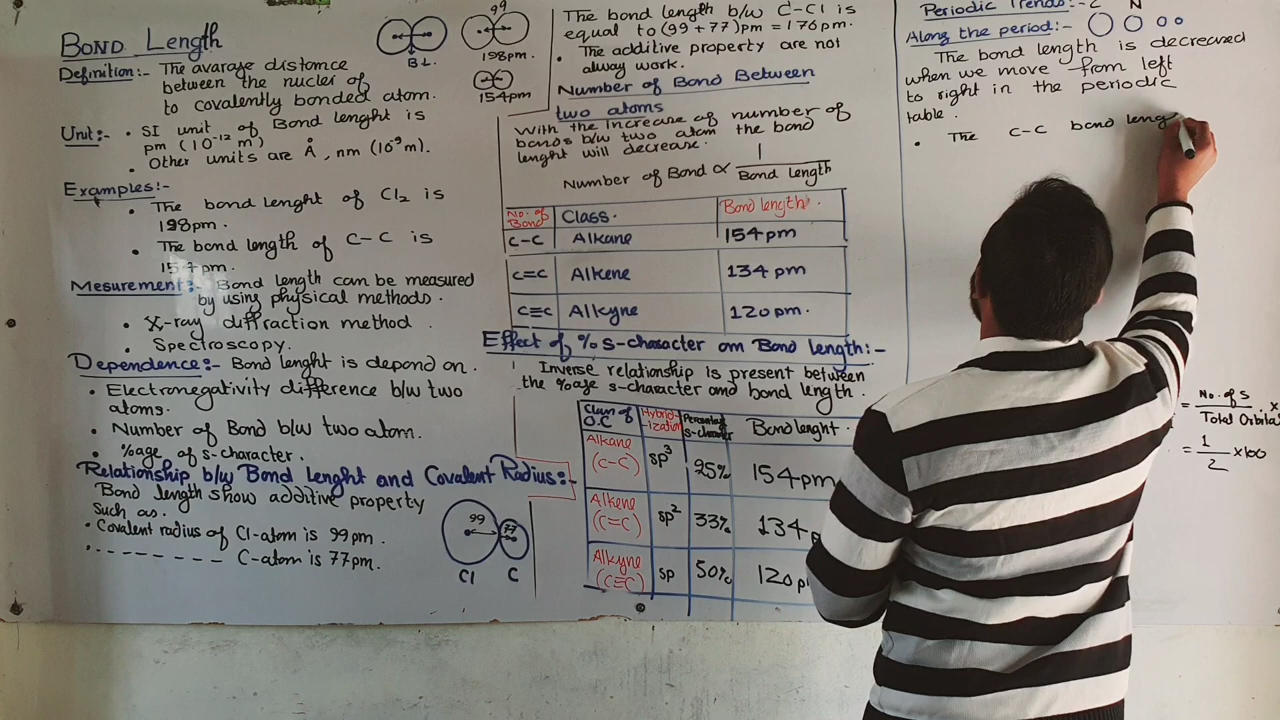 BOND Length
Definition:- The avarage distance
between the nuclei of
to covalently bonded atom.
B.L.
99
198pm.
154pm
Unit:- • SI unit of Bond lenght is
pm (10⁻¹² m)
• Other units are Å, nm (10⁻⁹m).
Examples:-
• The bond lenght of Cl₂ is
198pm.
• The bond length of C-C is
154pm.
Mesurement:- Bond length can be measured
by using physical methods.
• X-ray diffraction method.
• Spectroscopy.
Dependence:- Bond lenght is depond on.
• Electronegativity difference b/w two
atoms.
• Number of Bond b/w two atom.
• %age of s-character.
Relationship b/w Bond Lenght and Covalent Radius:-
Bond length show additive property
such as.
• Covalent radius of Cl-atom is 99pm.
• - - - - - - - C-atom is 77pm.
99
77
Cl C
The bond length b/w C-Cl is
equal to (99+77)pm = 176pm.
• The additive property are not
alway work.
Number of Bond Between
two atoms
With the increase of number of
bonds b/w two atom the bond
lenght will decrease.
Number of Bond ∝ 1/Bond Length
No. of Bond Class. Bond length.
C-C Alkane 154pm
C=C Alkene 134pm
C≡C Alkyne 120pm.
Effect of % S-character on Bond length:-
Inverse relationship is present between
the %age s-character and bond length.
Class of O.C Hybrid-ization Percentage s-character Bond lenght.
Alkane (C-C) sp³ 25% 154pm
Alkene (C=C) sp² 33% 134p
Alkyne (C≡C) sp 50% 120p
Periodic Trends:-
N
Along the period:-
The bond length is decreased
when we move from left
to right in the periodic
table.
• The C-C bond leng
= No. of S / Total Orbita × 
= 1/2 ×100